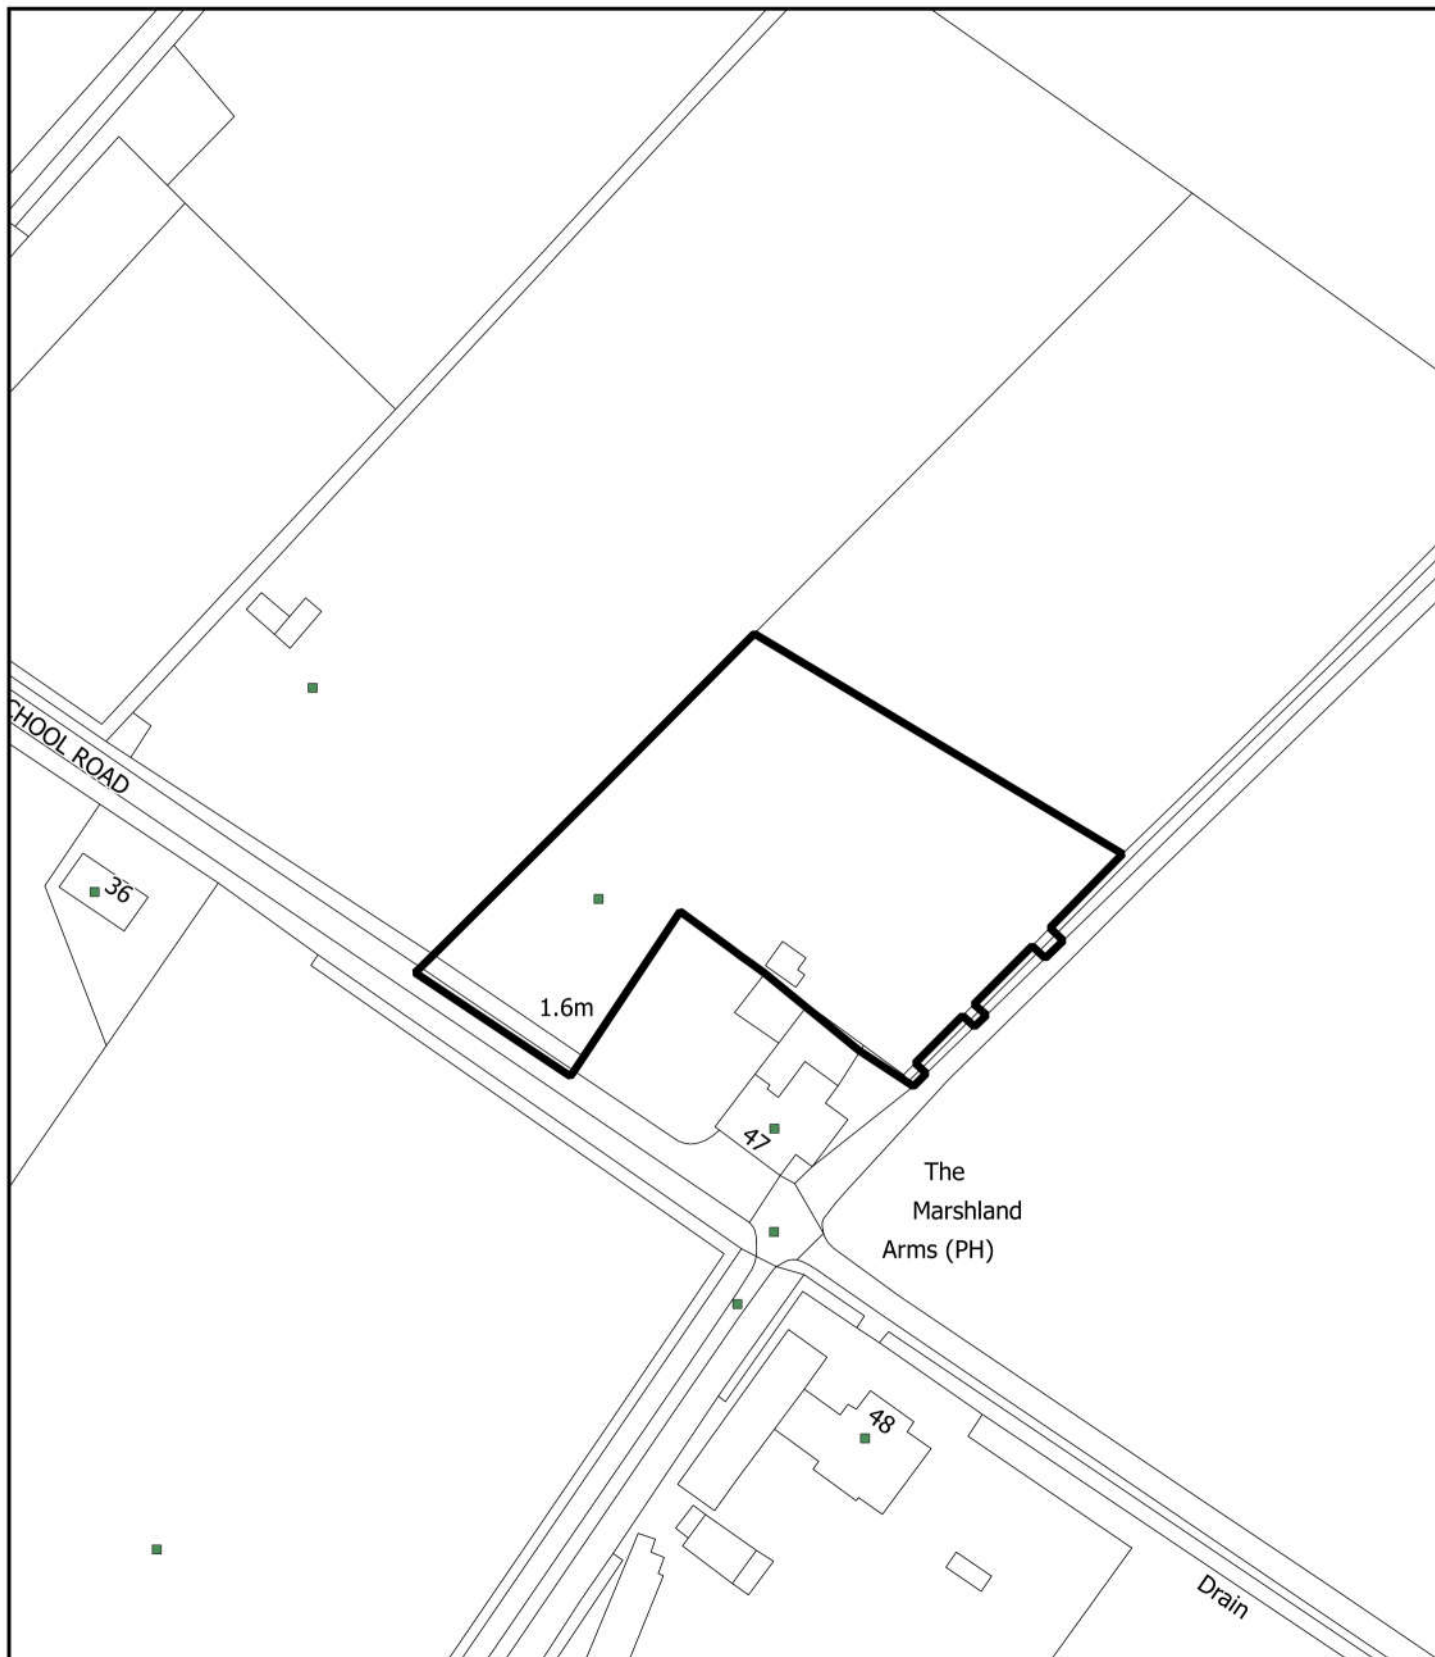 CHOOL ROAD
36
1.6m
47
The
Marshland
Arms (PH)
48
Drain